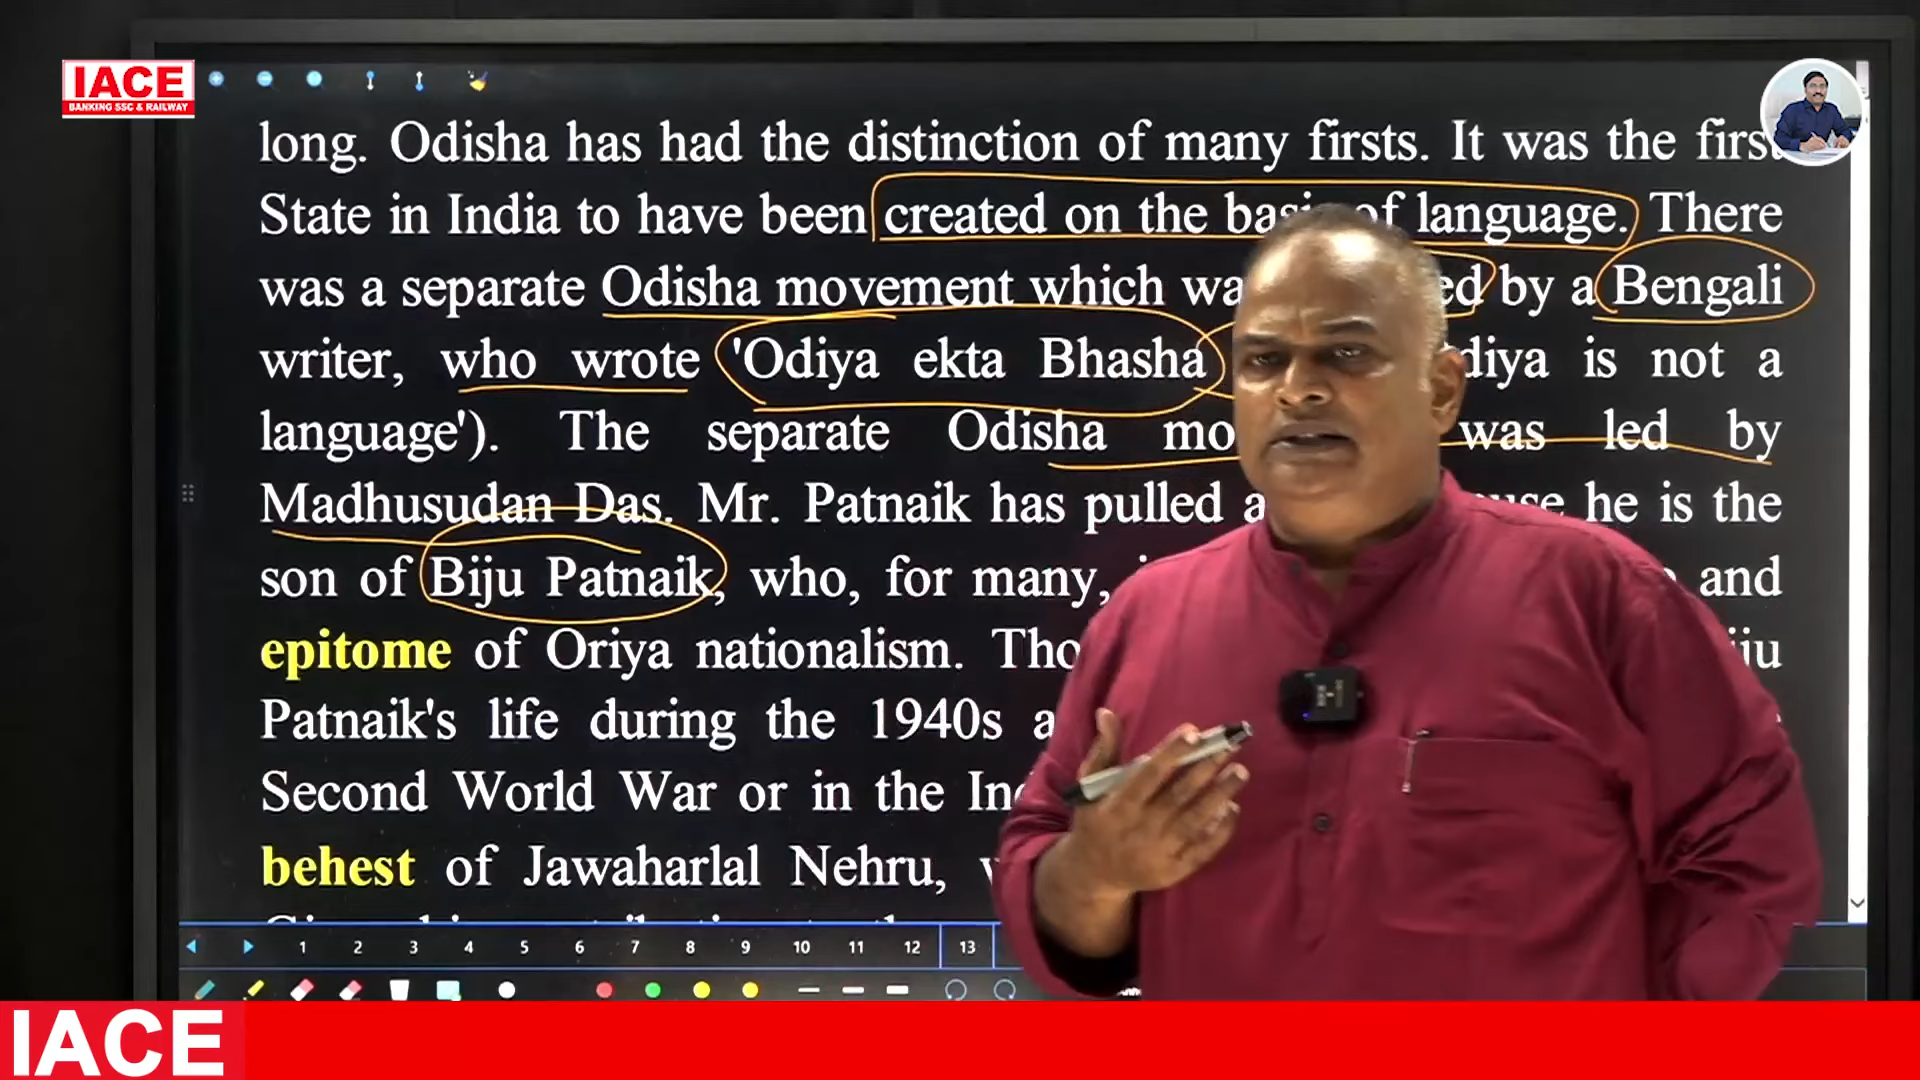 IACE
BANKING SSC & RAILWAY
long. Odisha has had the distinction of many firsts. It was the first
State in India to have been created on the basis of language. There
was a separate Odisha movement which wa ed by a Bengali
writer, who wrote 'Odiya ekta Bhasha diya is not a
language'). The separate Odisha mo was led by
Madhusudan Das. Mr. Patnaik has pulled a use he is the
son of Biju Patnaik, who, for many, and
epitome of Oriya nationalism. Tho iju
Patnaik's life during the 1940s a
Second World War or in the Ind
behest of Jawaharlal Nehru,
1 2 3 4 5 6 7 8 9 10 11 12 13
IACE